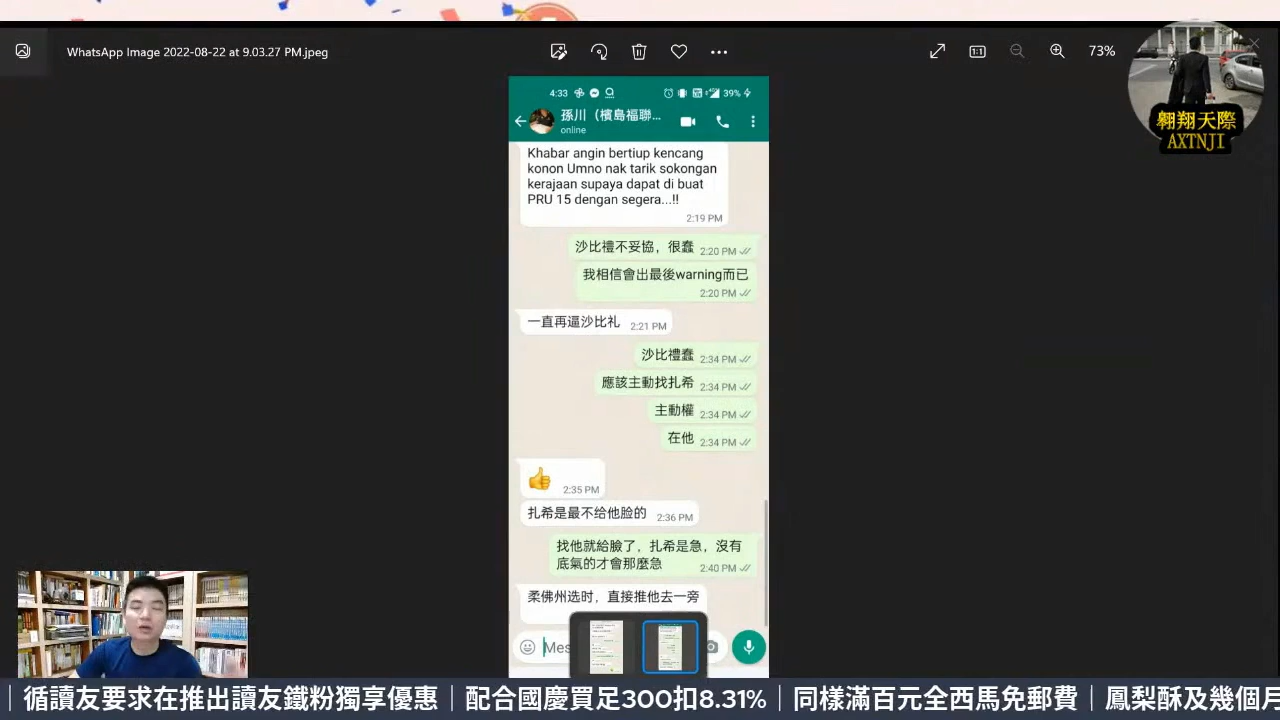 WhatsApp Image 2022-08-22 at 9.03.27 PM.jpeg
73%
翱翔天際
AXTNJI
4:33
39%
孫川（檳島福聯...
online
Khabar angin bertiup kencang
konon Umno nak tarik sokongan
kerajaan supaya dapat di buat
PRU 15 dengan segera...!!
2:19 PM
沙比禮不妥協，很蠢 2:20 PM
我相信會出最後warning而已
2:20 PM
一直再逼沙比礼 2:21 PM
沙比禮蠢 2:34 PM
應該主動找扎希 2:34 PM
主動權 2:34 PM
在他 2:34 PM
2:35 PM
扎希是最不给他脸的 2:36 PM
找他就給臉了，扎希是急，沒有
底氣的才會那麼急 2:40 PM
柔佛州选时，直接推他去一旁
Mes
｜循讀友要求在推出讀友鐵粉獨享優惠｜配合國慶買足300扣8.31%｜同樣滿百元全西馬免郵費｜鳳梨酥及幾個月